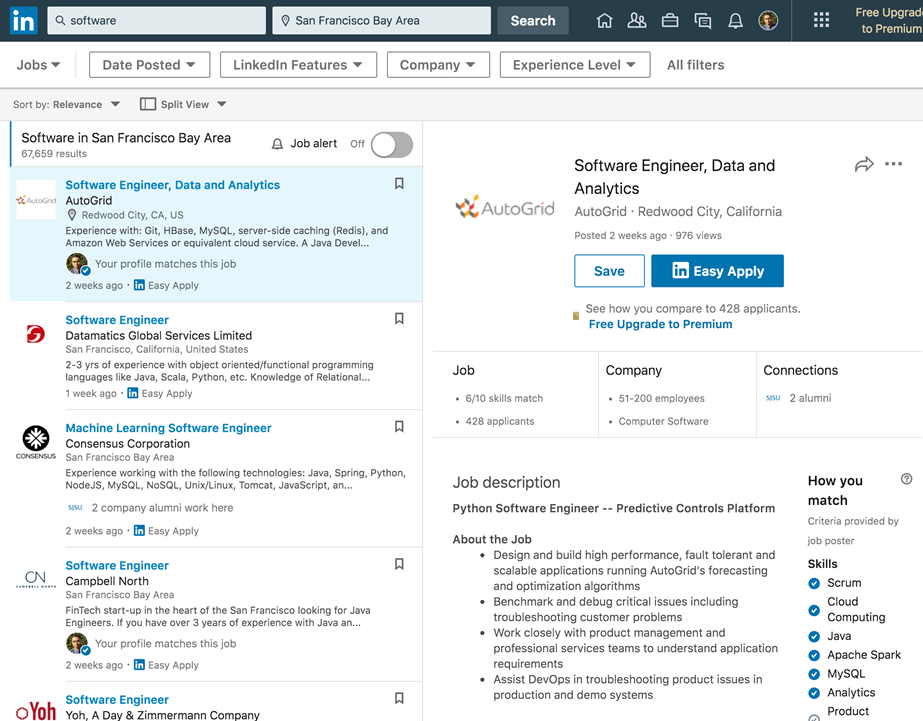 in
software
San Francisco Bay Area
Search
Free Upgrade
to Premium
Jobs
Date Posted
LinkedIn Features
Company
Experience Level
All filters
Sort by: Relevance
Split View
Software in San Francisco Bay Area
67,659 results
Job alert
Off
AutoGrid
Software Engineer, Data and Analytics
AutoGrid
Redwood City, CA, US
Experience with: Git, HBase, MySQL, server-side caching (Redis), and
Amazon Web Services or equivalent cloud service. A Java Devel...
Your profile matches this job
2 weeks ago · in Easy Apply
Software Engineer
Datamatics Global Services Limited
San Francisco, California, United States
2-3 yrs of experience with object oriented/functional programming
languages like Java, Scala, Python, etc. Knowledge of Relational...
1 week ago · in Easy Apply
CONSENSUS
Machine Learning Software Engineer
Consensus Corporation
San Francisco Bay Area
Experience working with the following technologies: Java, Spring, Python,
NodeJS, MySQL, NoSQL, Unix/Linux, Tomcat, JavaScript, an...
SJSU 2 company alumni work here
2 weeks ago · in Easy Apply
CN
CAMPBELL NORTH
Software Engineer
Campbell North
San Francisco Bay Area
FinTech start-up in the heart of the San Francisco looking for Java
Engineers. If you have over 3 years of experience with Java an...
Your profile matches this job
2 weeks ago · in Easy Apply
Yoh
Software Engineer
Yoh, A Day & Zimmermann Company
AutoGrid
Software Engineer, Data and
Analytics
AutoGrid · Redwood City, California
Posted 2 weeks ago · 976 views
Save
in Easy Apply
See how you compare to 428 applicants.
Free Upgrade to Premium
Job
• 6/10 skills match
• 428 applicants
Company
• 51-200 employees
• Computer Software
Connections
SJSU 2 alumni
Job description
Python Software Engineer -- Predictive Controls Platform
About the Job
• Design and build high performance, fault tolerant and
scalable applications running AutoGrid's forecasting
and optimization algorithms
• Benchmark and debug critical issues including
troubleshooting customer problems
• Work closely with product management and
professional services teams to understand application
requirements
• Assist DevOps in troubleshooting product issues in
production and demo systems
How you
match
?
Criteria provided by
job poster
Skills
Scrum
Cloud
Computing
Java
Apache Spark
MySQL
Analytics
Product